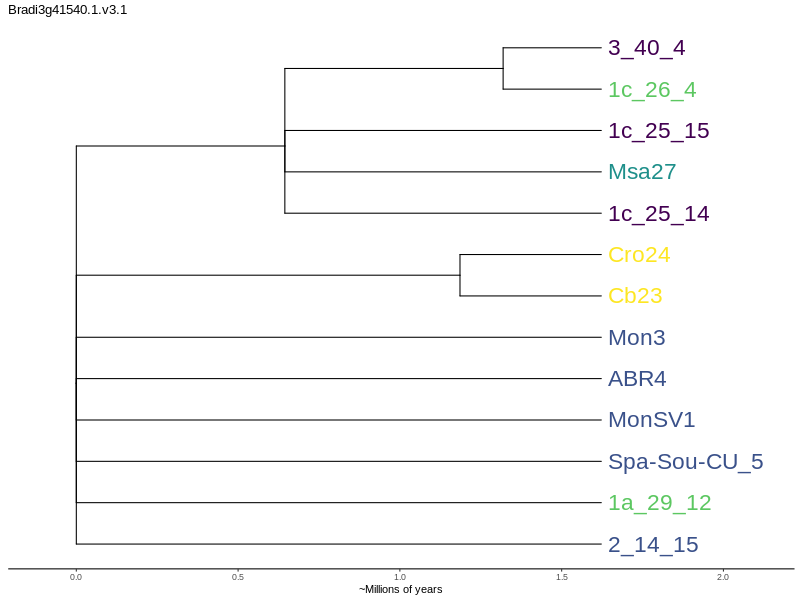 Bradi3g41540.1.v3.1
3_40_4
1c_26_4
1c_25_15
Msa27
1c_25_14
Cro24
Cb23
Mon3
ABR4
MonSV1
Spa-Sou-CU_5
1a_29_12
2_14_15
0.0 0.5 1.0 1.5 2.0
~Millions of years